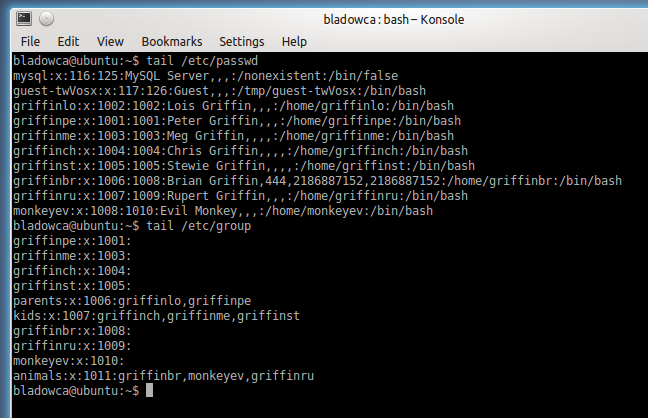 bladowca : bash – Konsole
File Edit View Bookmarks Settings Help
bladowca@ubuntu:~$ tail /etc/passwd
mysql:x:116:125:MySQL Server,,,:/nonexistent:/bin/false
guest-twVosx:x:117:126:Guest,,,:/tmp/guest-twVosx:/bin/bash
griffinlo:x:1002:1002:Lois Griffin,,,:/home/griffinlo:/bin/bash
griffinpe:x:1001:1001:Peter Griffin,,,:/home/griffinpe:/bin/bash
griffinme:x:1003:1003:Meg Griffin,,,,:/home/griffinme:/bin/bash
griffinch:x:1004:1004:Chris Griffin,,,,:/home/griffinch:/bin/bash
griffinst:x:1005:1005:Stewie Griffin,,,,:/home/griffinst:/bin/bash
griffinbr:x:1006:1008:Brian Griffin,444,2186887152,2186887152:/home/griffinbr:/bin/bash
griffinru:x:1007:1009:Rupert Griffin,,,:/home/griffinru:/bin/bash
monkeyev:x:1008:1010:Evil Monkey,,,:/home/monkeyev:/bin/bash
bladowca@ubuntu:~$ tail /etc/group
griffinpe:x:1001:
griffinme:x:1003:
griffinch:x:1004:
griffinst:x:1005:
parents:x:1006:griffinlo,griffinpe
kids:x:1007:griffinch,griffinme,griffinst
griffinbr:x:1008:
griffinru:x:1009:
monkeyev:x:1010:
animals:x:1011:griffinbr,monkeyev,griffinru
bladowca@ubuntu:~$